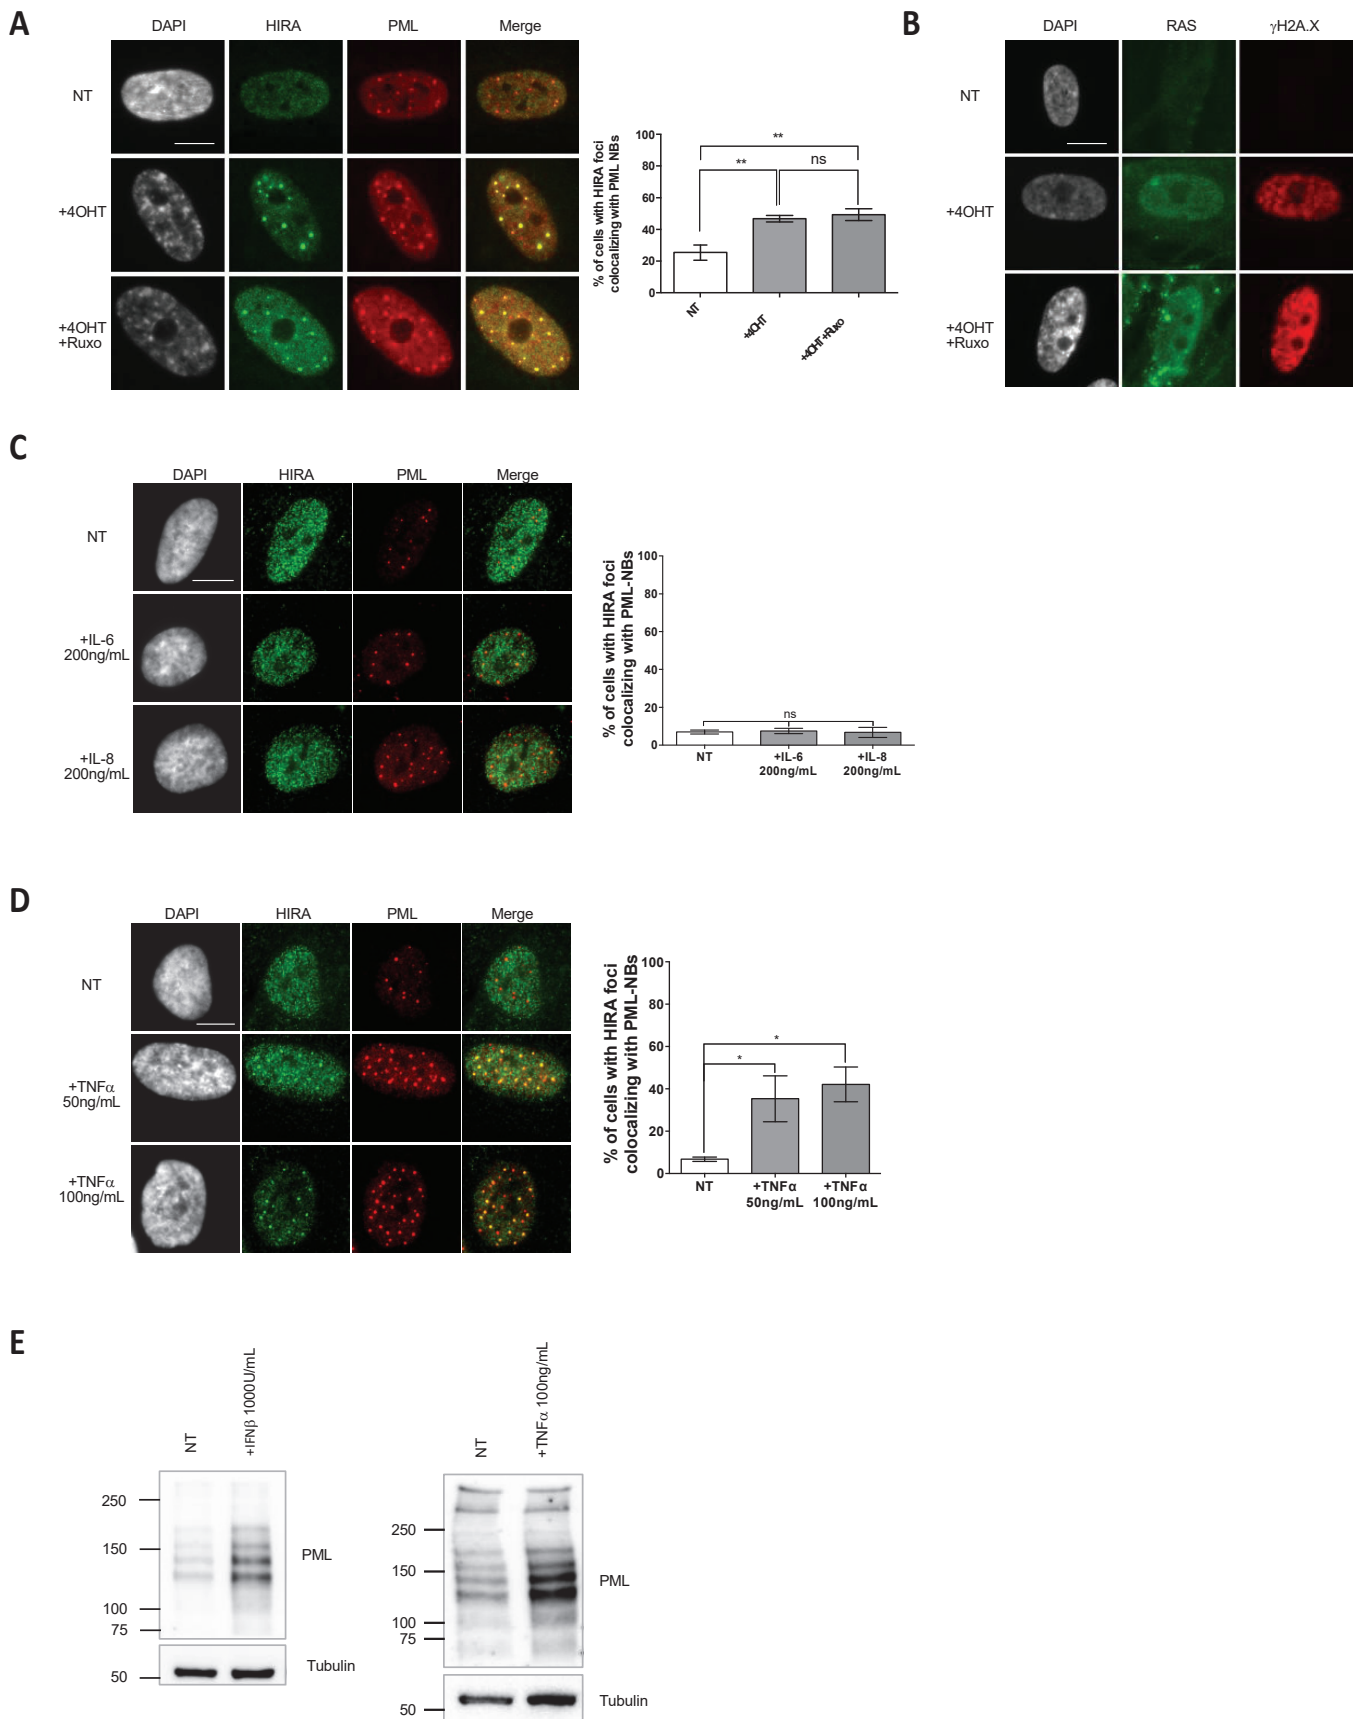 A
DAPI HIRA PML Merge
NT
+4OHT
+4OHT
+Ruxo
% of cells with HIRA foci
colocalizing with PML NBs
100
80
60
40
20
0
**
** ns
NT +4OHT +4OHT+Ruxo
B
DAPI RAS γH2A.X
NT
+4OHT
+4OHT
+Ruxo
C
DAPI HIRA PML Merge
NT
+IL-6
200ng/mL
+IL-8
200ng/mL
% of cells with HIRA foci
colocalizing with PML-NBs
100
80
60
40
20
0
ns
NT +IL-6 +IL-8
200ng/mL 200ng/mL
D
DAPI HIRA PML Merge
NT
+TNFα
50ng/mL
+TNFα
100ng/mL
% of cells with HIRA foci
colocalizing with PML-NBs
100
80
60
40
20
0
*
*
NT +TNFα +TNFα
50ng/mL 100ng/mL
E
NT
+IFNβ 1000U/mL
250
150
100
75
50
PML
Tubulin
NT
+TNFα 100ng/mL
250
150
100
75
50
PML
Tubulin